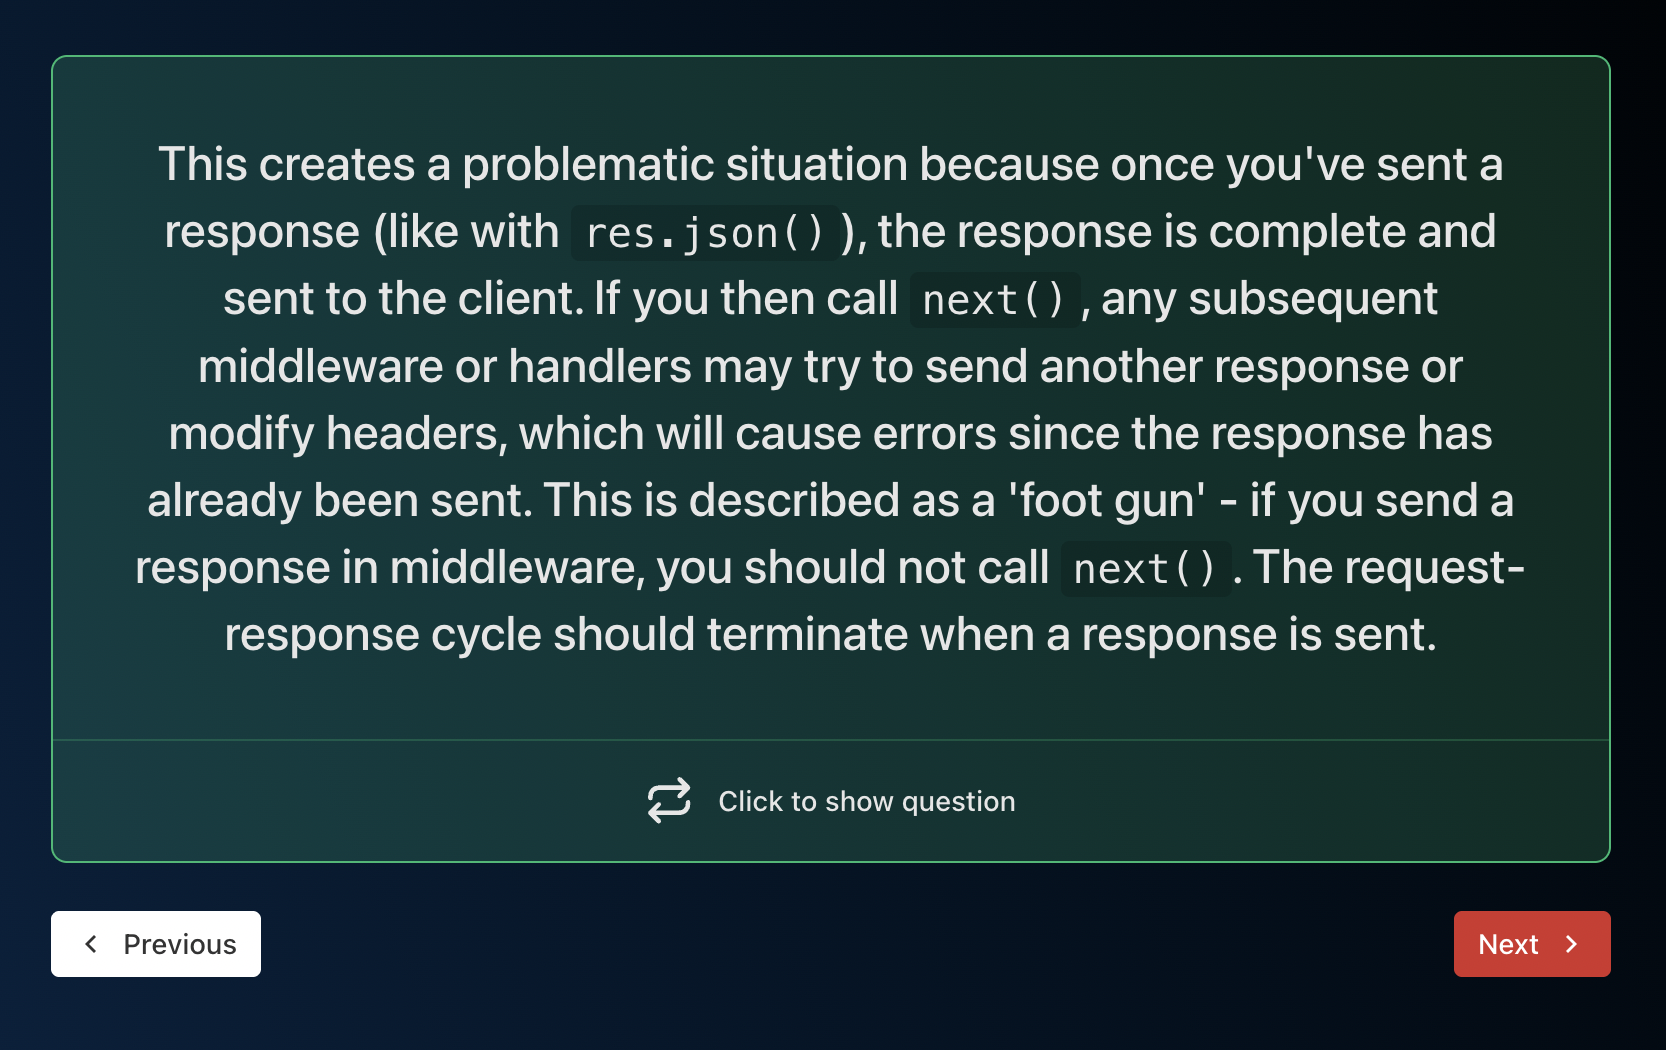 This creates a problematic situation because once you've sent a
response (like with res.json()), the response is complete and
sent to the client. If you then call next(), any subsequent
middleware or handlers may try to send another response or
modify headers, which will cause errors since the response has
already been sent. This is described as a 'foot gun' - if you send a
response in middleware, you should not call next(). The request-
response cycle should terminate when a response is sent.
Click to show question
Previous
Next